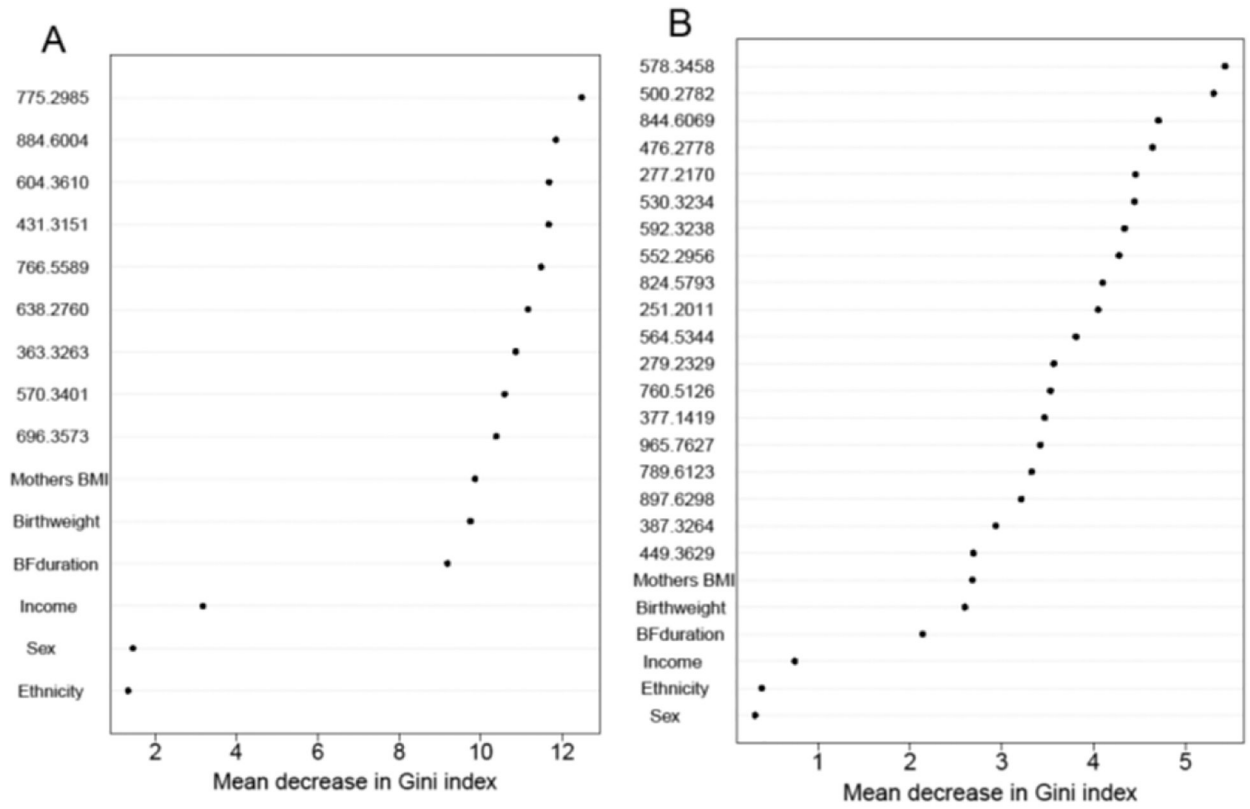 A
775.2985
884.6004
604.3610
431.3151
766.5589
638.2760
363.3263
570.3401
696.3573
Mothers BMI
Birthweight
BFduration
Income
Sex
Ethnicity
2 4 6 8 10 12
Mean decrease in Gini index
B
578.3458
500.2782
844.6069
476.2778
277.2170
530.3234
592.3238
552.2956
824.5793
251.2011
564.5344
279.2329
760.5126
377.1419
965.7627
789.6123
897.6298
387.3264
449.3629
Mothers BMI
Birthweight
BFduration
Income
Ethnicity
Sex
1 2 3 4 5
Mean decrease in Gini index